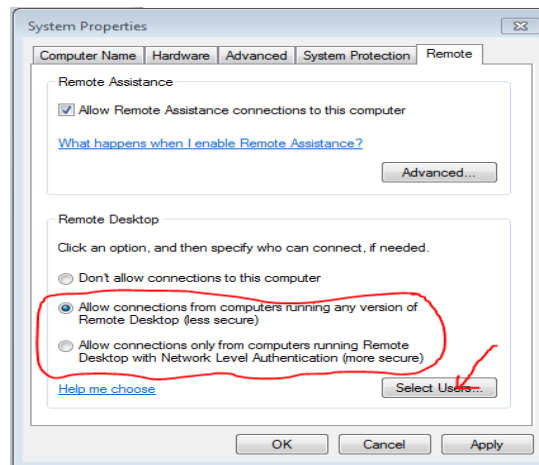 System Properties
Computer Name
Hardware
Advanced
System Protection
Remote
Remote Assistance
Allow Remote Assistance connections to this computer
What happens when I enable Remote Assistance?
Advanced...
Remote Desktop
Click an option, and then specify who can connect, if needed.
Don't allow connections to this computer
Allow connections from computers running any version of
Remote Desktop (less secure)
Allow connections only from computers running Remote
Desktop with Network Level Authentication (more secure)
Help me choose
Select Users...
OK
Cancel
Apply